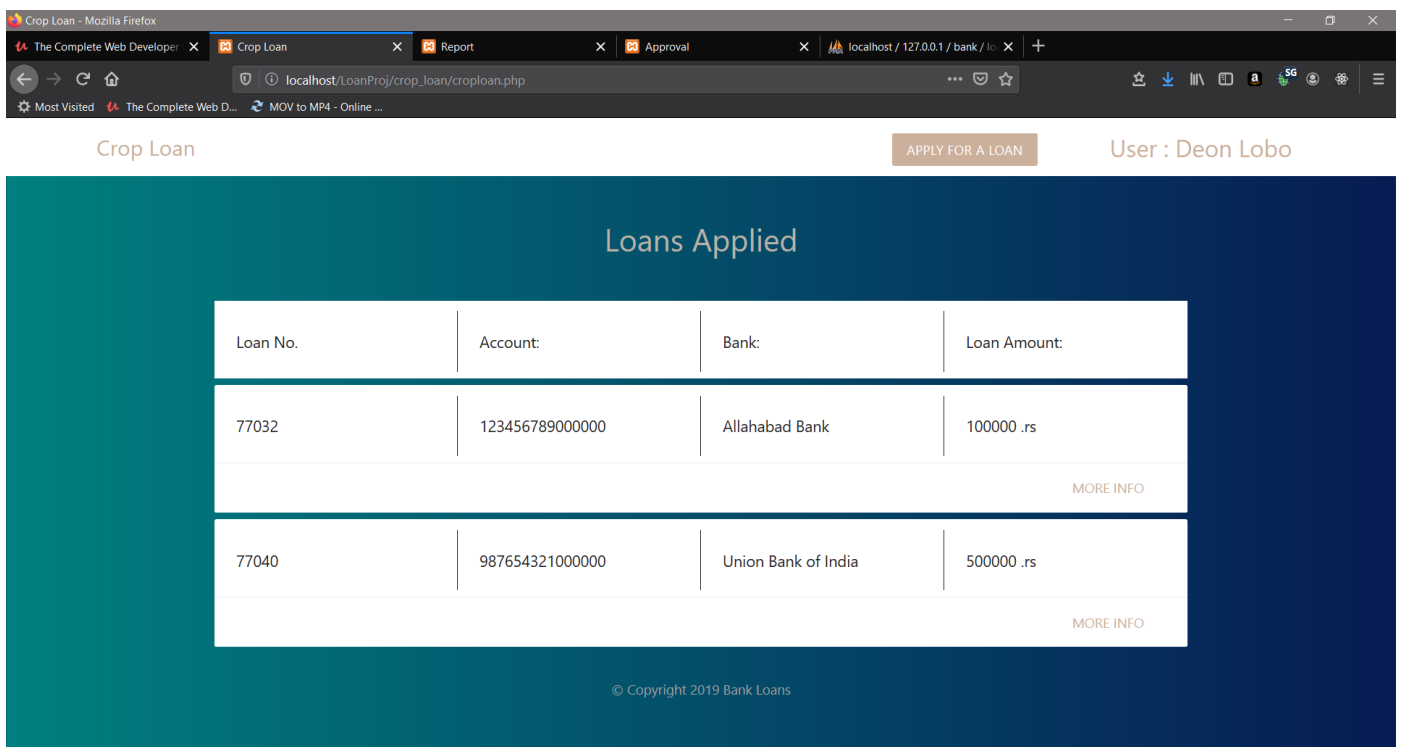 Crop Loan - Mozilla Firefox
The Complete Web Developer Crop Loan Report Approval localhost / 127.0.0.1 / bank / lo
localhost/LoanProj/crop_loan/croploan.php
Most Visited The Complete Web D... MOV to MP4 - Online ...
Crop Loan APPLY FOR A LOAN User : Deon Lobo
Loans Applied
Loan No. Account: Bank: Loan Amount:
77032 123456789000000 Allahabad Bank 100000 .rs
MORE INFO
77040 987654321000000 Union Bank of India 500000 .rs
MORE INFO
© Copyright 2019 Bank Loans
SG